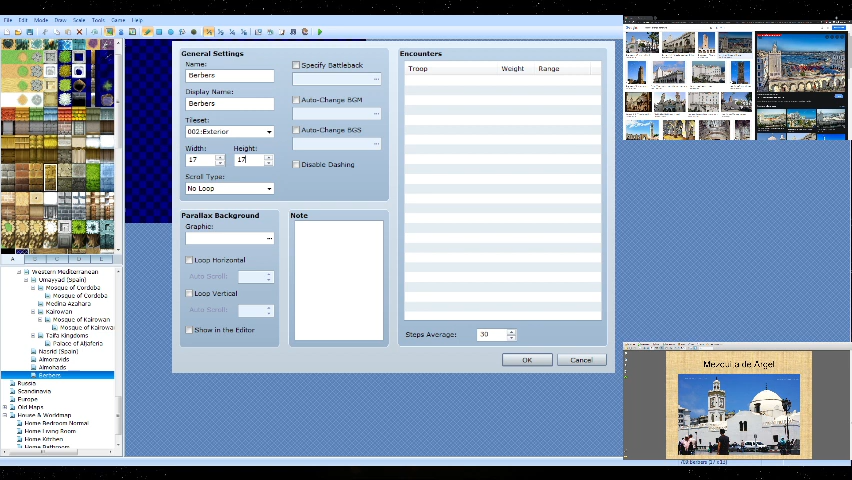 File Edit Mode Draw Scale Tools Game Help
General Settings
Name:
Berbers
Display Name:
Berbers
Tileset:
002:Exterior
Width:
Height:
17
17
Scroll Type:
No Loop
Specify Battleback
Auto-Change BGM
Auto-Change BGS
Disable Dashing
Parallax Background
Graphic:
Loop Horizontal
Auto Scroll:
Loop Vertical
Auto Scroll:
Show in the Editor
Note
Encounters
Troop Weight Range
Steps Average: 30
OK Cancel
A B C D E
Western Mediterranean
Umayyad (Spain)
Mosque of Cordoba
Mosque of Cordoba
Medina Azahara
Kairowan
Mosque of Kairowan
Mosque of Kairowan
Taifa Kingdoms
Palace of Aljaferia
Nasrid (Spain)
Almoravids
Almohads
Berbers
Russia
Scandinavia
Europe
Old Maps
House & Worldmap
Home Bedroom Normal
Home Living Room
Home Kitchen
Home Bathroom
Mezquita de Argel